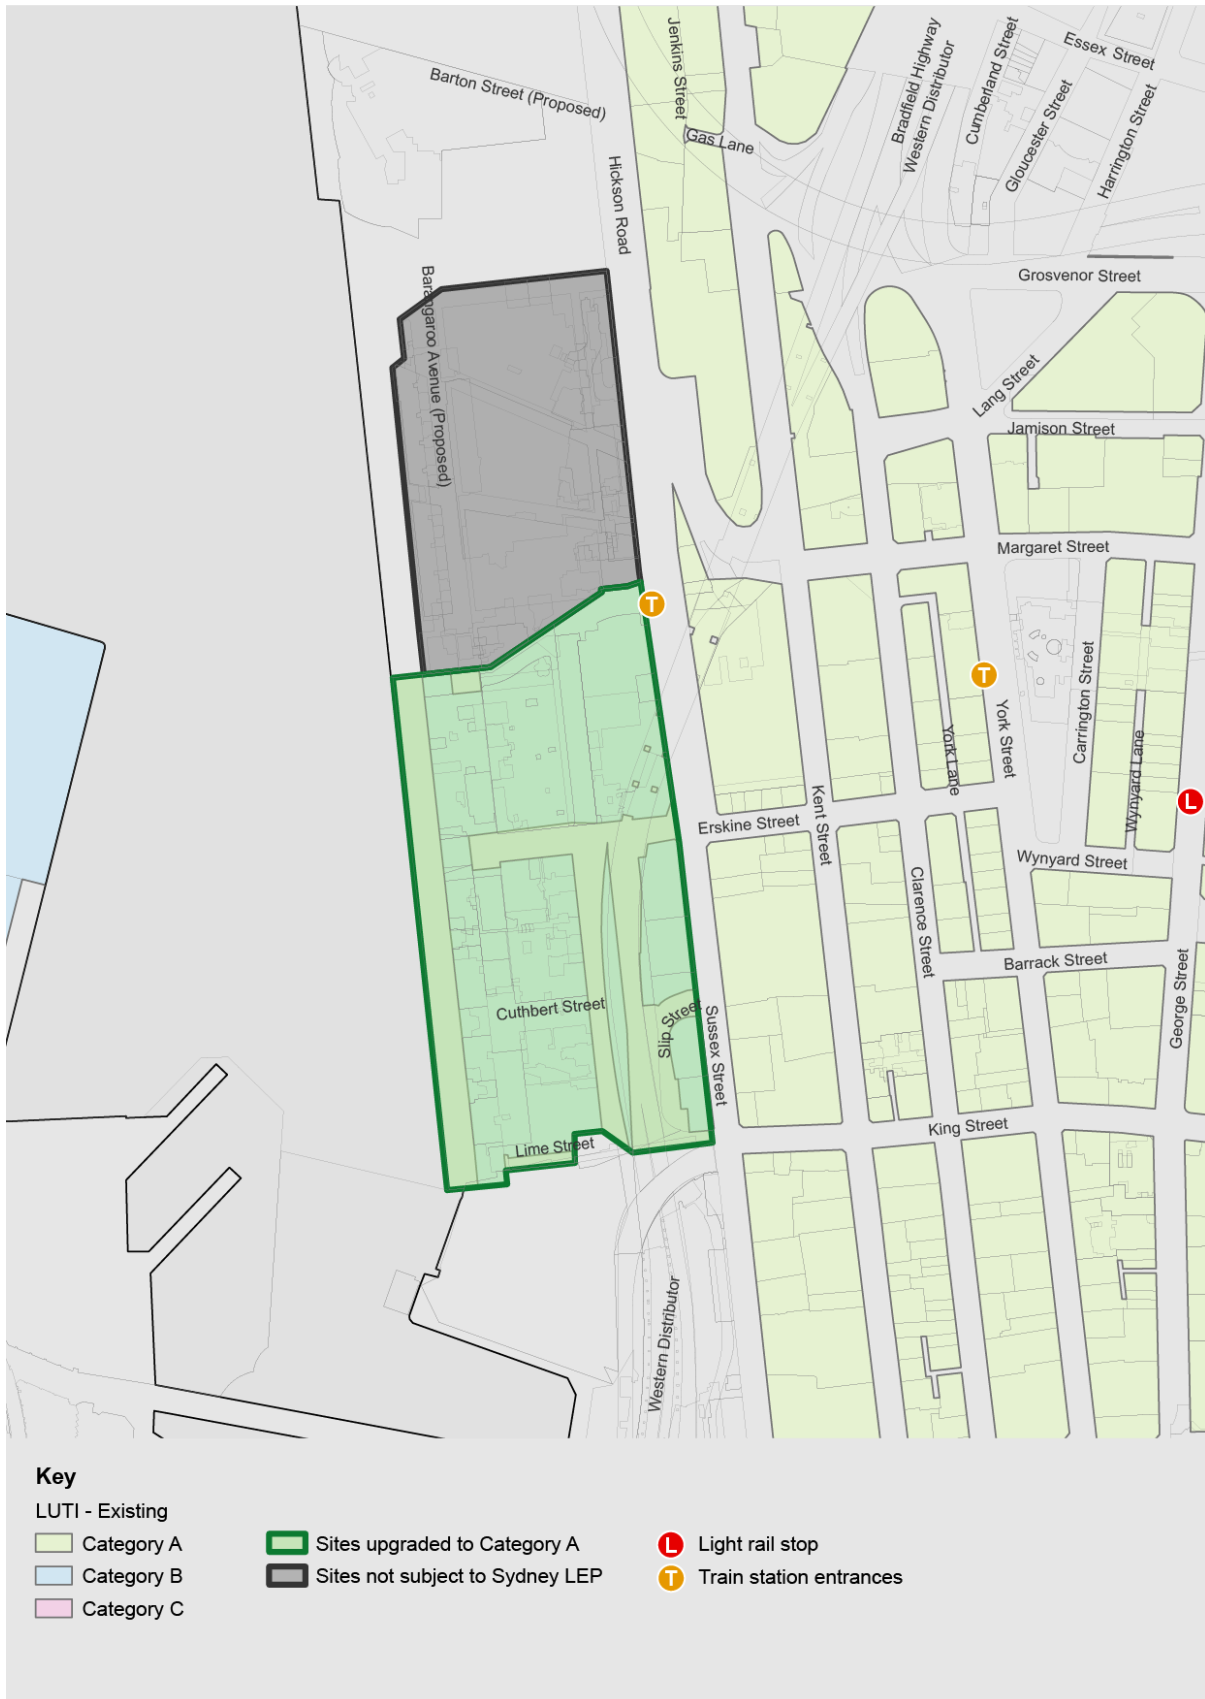 Jenkins Street
Bradfield Highway
Western Distributor
Cumberland Street
Essex Street
Gloucester Street
Harrington Street
Barton Street (Proposed)
Gas Lane
Hickson Road
Grosvenor Street
Barangaroo Avenue (Proposed)
Lang Street
Jamison Street
Margaret Street
T
T
Carrington Street
York Street
York Lane
Wynyard Lane
L
Kent Street
Erskine Street
Wynyard Street
Clarence Street
Barrack Street
George Street
Cuthbert Street
Slip Street
Sussex Street
King Street
Lime Street
Western Distributor
Key
LUTI - Existing
Category A
Category B
Category C
Sites upgraded to Category A
Sites not subject to Sydney LEP
L Light rail stop
T Train station entrances